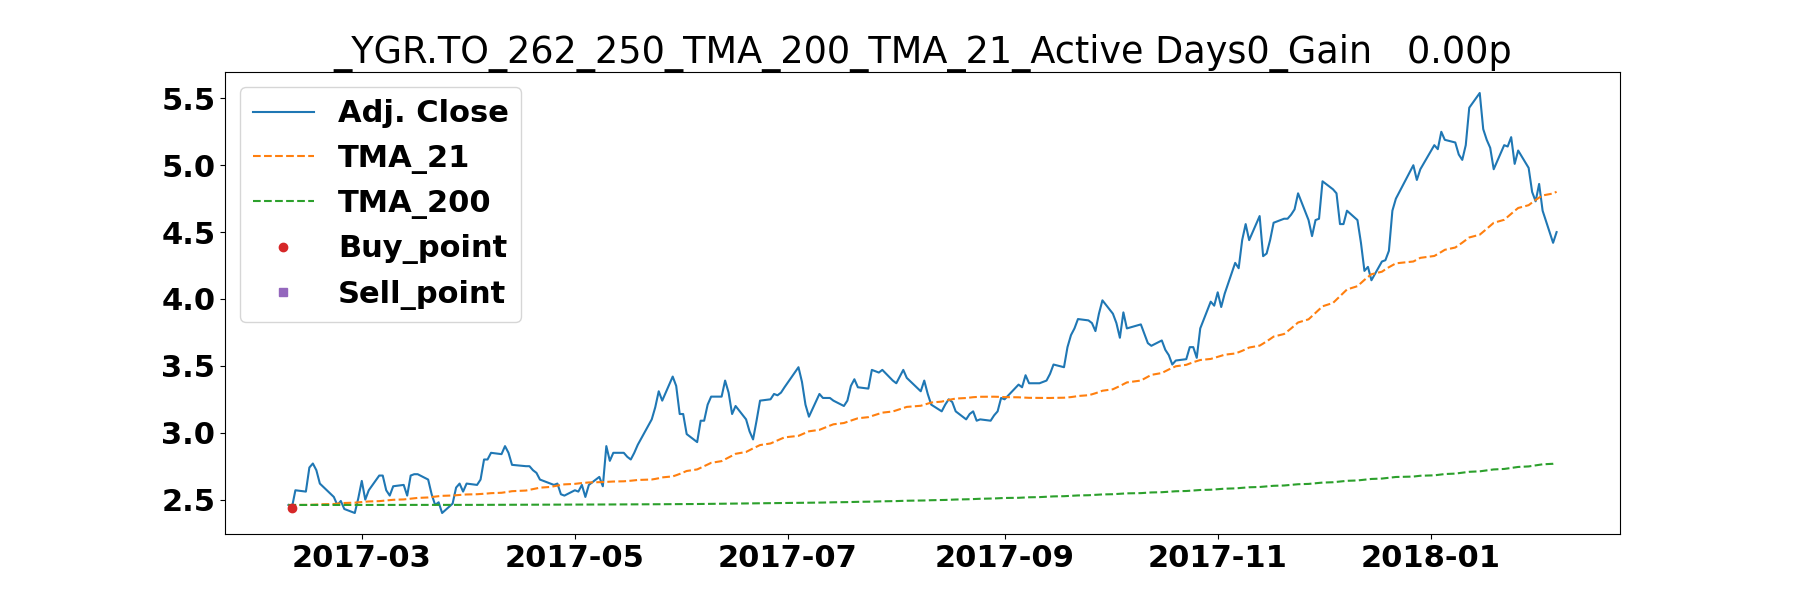 _YGR.TO_262_250_TMA_200_TMA_21_Active Days0_Gain   0.00p
5.5
5.0
4.5
4.0
3.5
3.0
2.5
Adj. Close
TMA_21
TMA_200
Buy_point
Sell_point
2017-03
2017-05
2017-07
2017-09
2017-11
2018-01